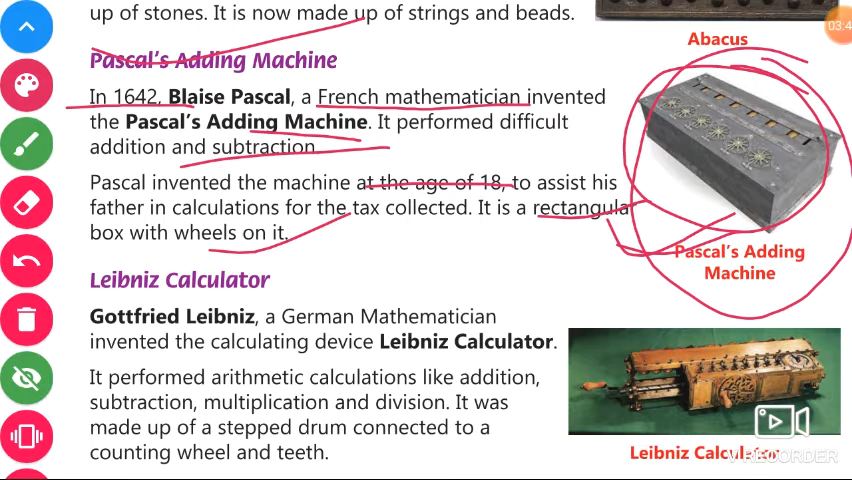 up of stones. It is now made up of strings and beads.
Abacus
Pascal's Adding Machine
In 1642, Blaise Pascal, a French mathematician invented
the Pascal's Adding Machine. It performed difficult
addition and subtraction.
Pascal invented the machine at the age of 18, to assist his
father in calculations for the tax collected. It is a rectangula
box with wheels on it.
Pascal's Adding
Machine
Leibniz Calculator
Gottfried Leibniz, a German Mathematician
invented the calculating device Leibniz Calculator.
It performed arithmetic calculations like addition,
subtraction, multiplication and division. It was
made up of a stepped drum connected to a
counting wheel and teeth.
Leibniz Calculator
V RECORDER
03:4